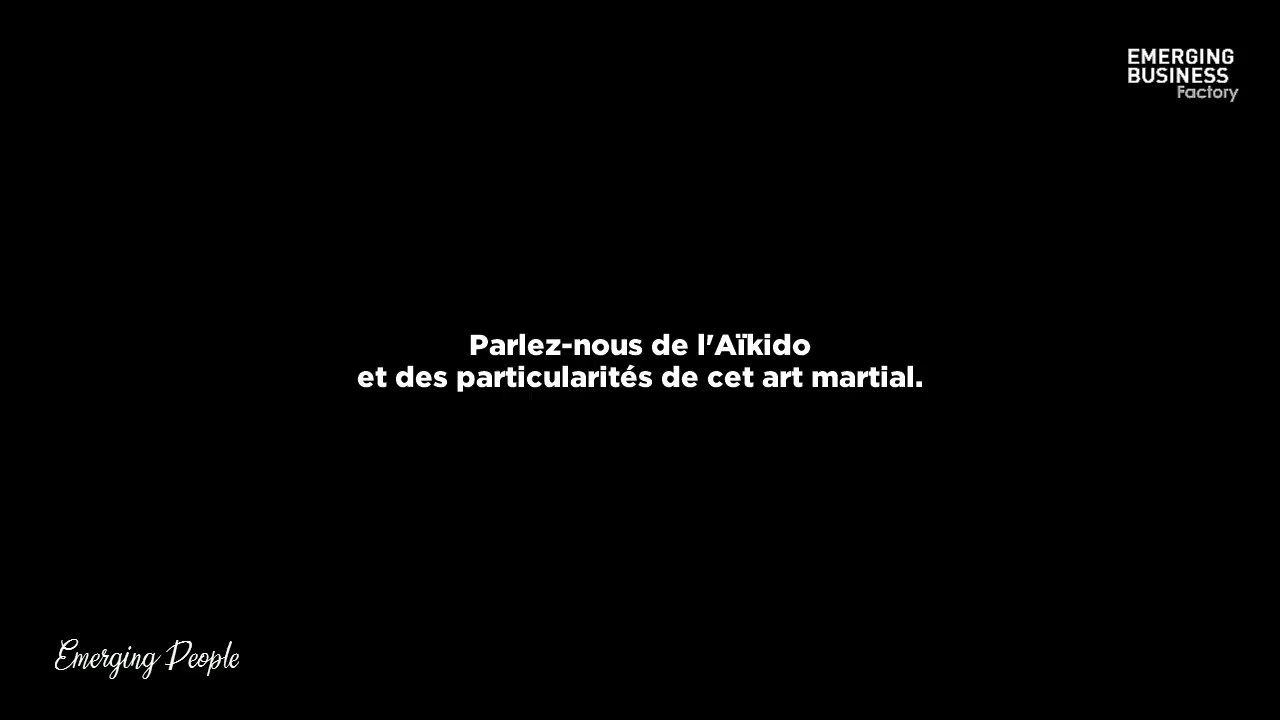 EMERGING
BUSINESS
Factory
Parlez-nous de l'Aïkido
et des particularités de cet art martial.
Emerging People